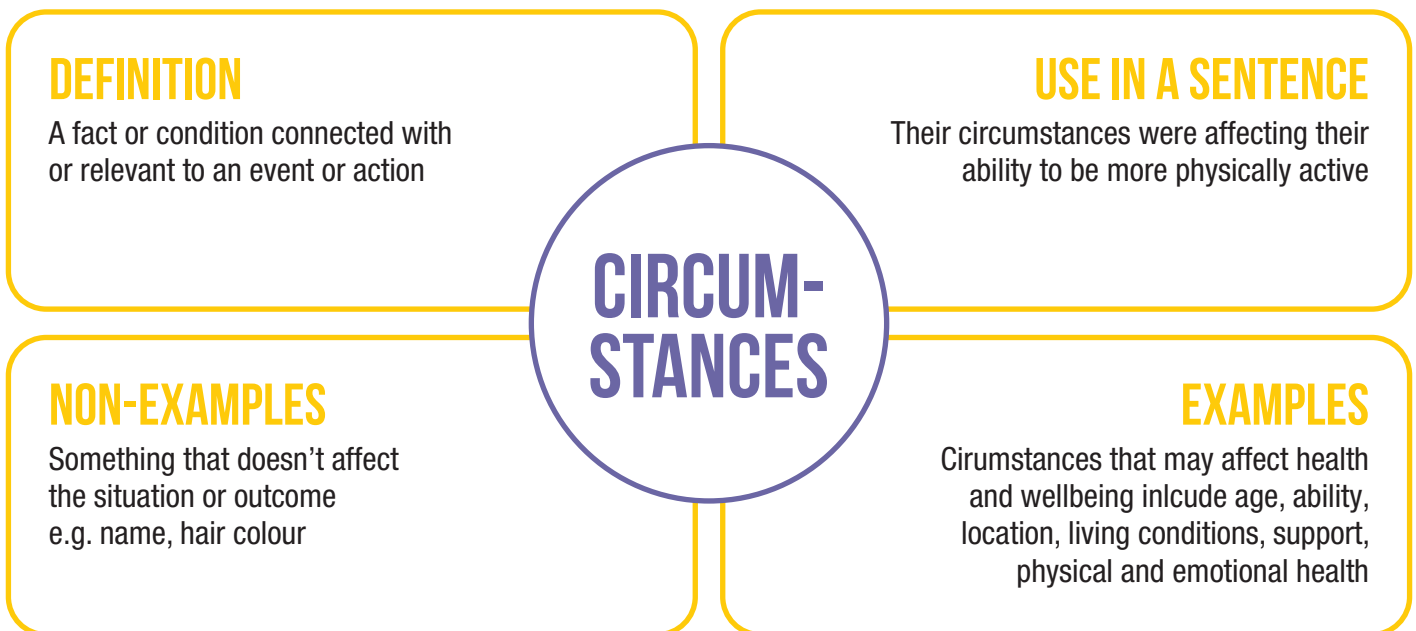 DEFINITION
A fact or condition connected with
or relevant to an event or action
USE IN A SENTENCE
Their circumstances were affecting their
ability to be more physically active
CIRCUM-
STANCES
NON-EXAMPLES
Something that doesn't affect
the situation or outcome
e.g. name, hair colour
EXAMPLES
Cirumstances that may affect health
and wellbeing inlcude age, ability,
location, living conditions, support,
physical and emotional health